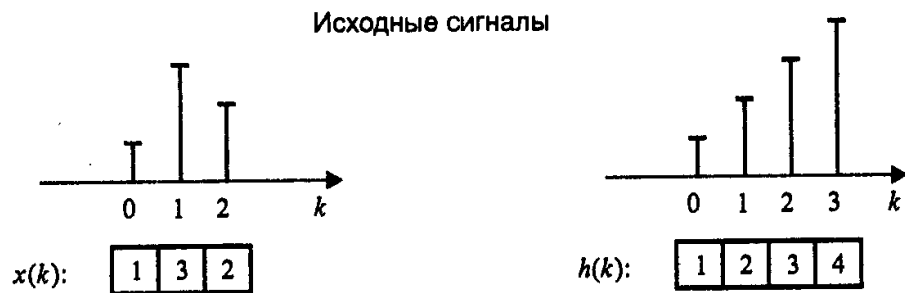 Исходные сигналы
0 1 2 k
0 1 2 3 k
x(k): 1 3 2
h(k): 1 2 3 4